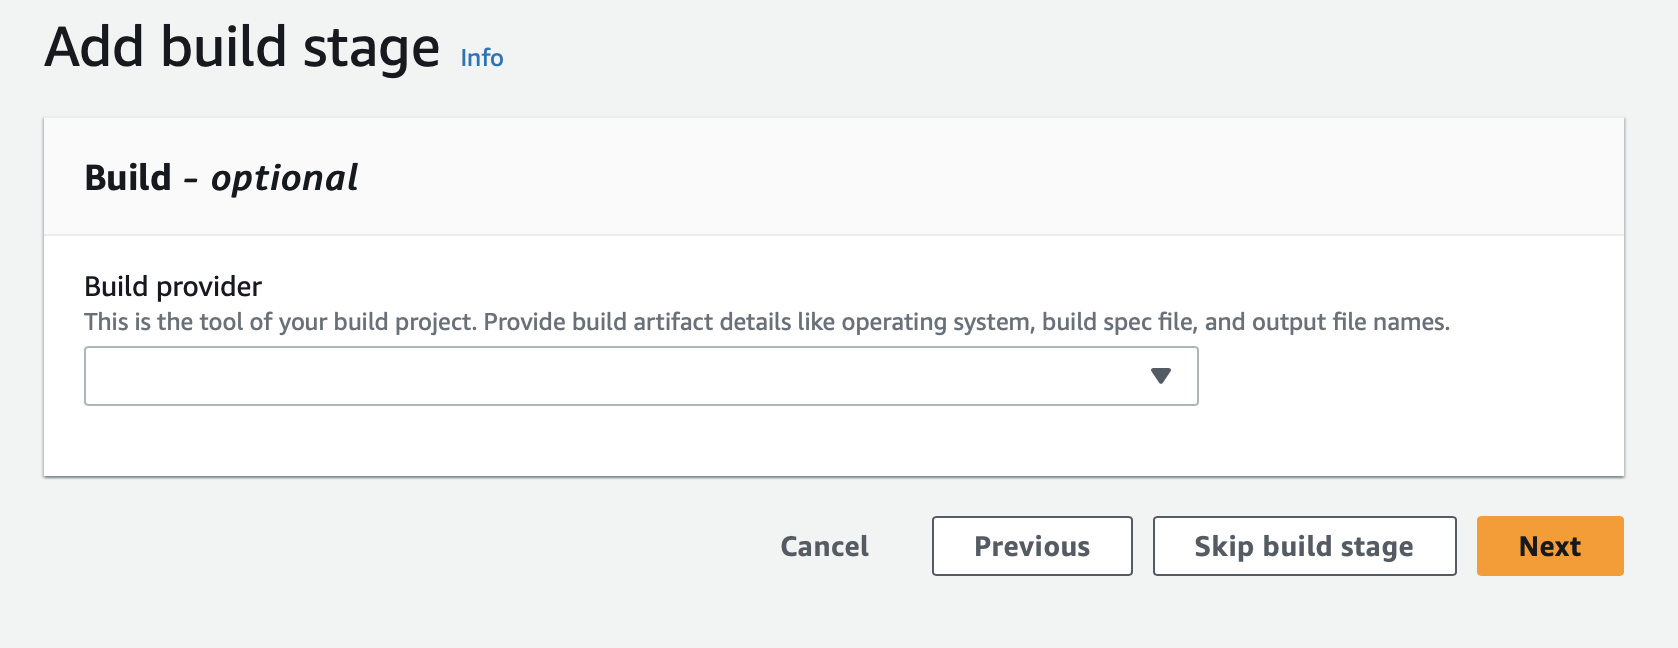 Add build stage Info
Build - optional
Build provider
This is the tool of your build project. Provide build artifact details like operating system, build spec file, and output file names.
Cancel Previous Skip build stage Next